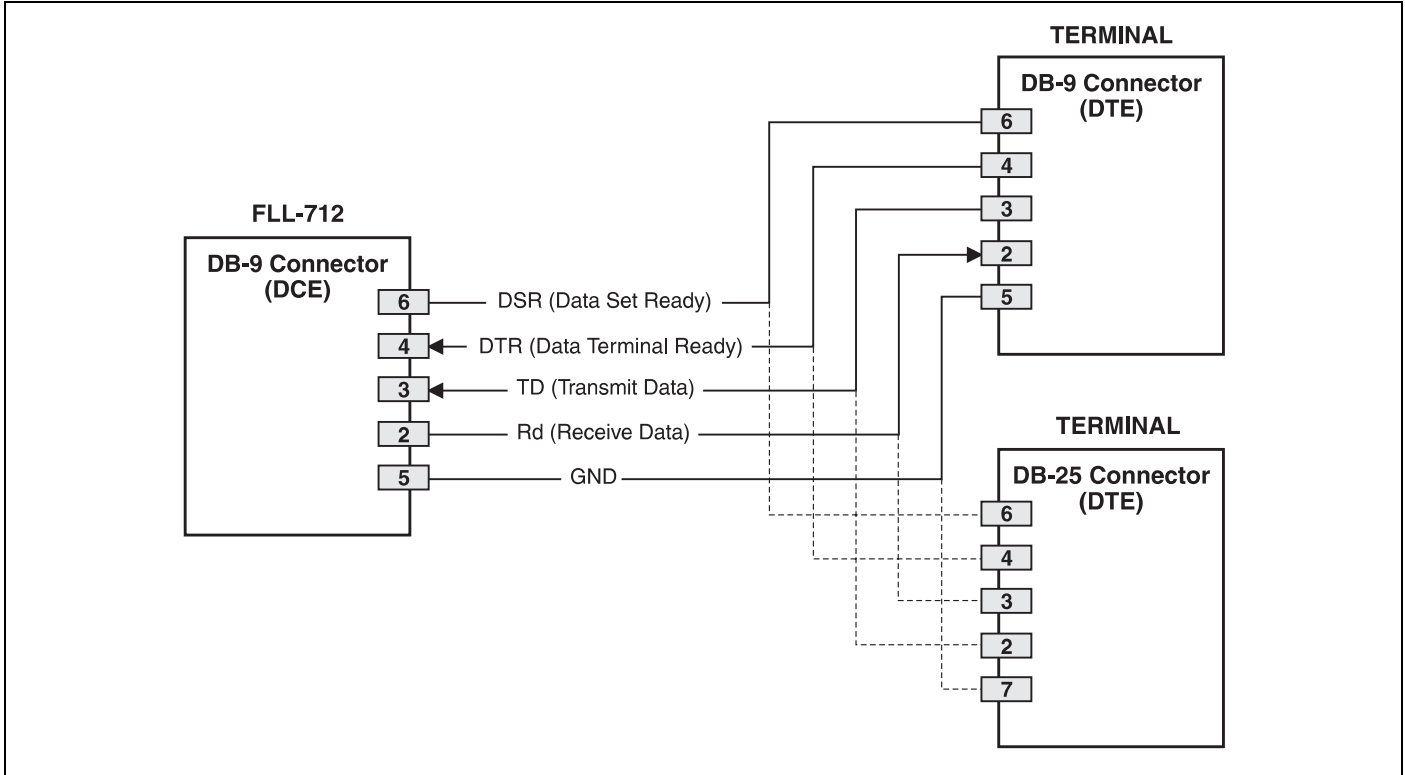 TERMINAL
DB-9 Connector
(DTE)
6
4
3
2
5
FLL-712
DB-9 Connector
(DCE)
6
4
3
2
5
DSR (Data Set Ready)
DTR (Data Terminal Ready)
TD (Transmit Data)
Rd (Receive Data)
GND
TERMINAL
DB-25 Connector
(DTE)
6
4
3
2
7